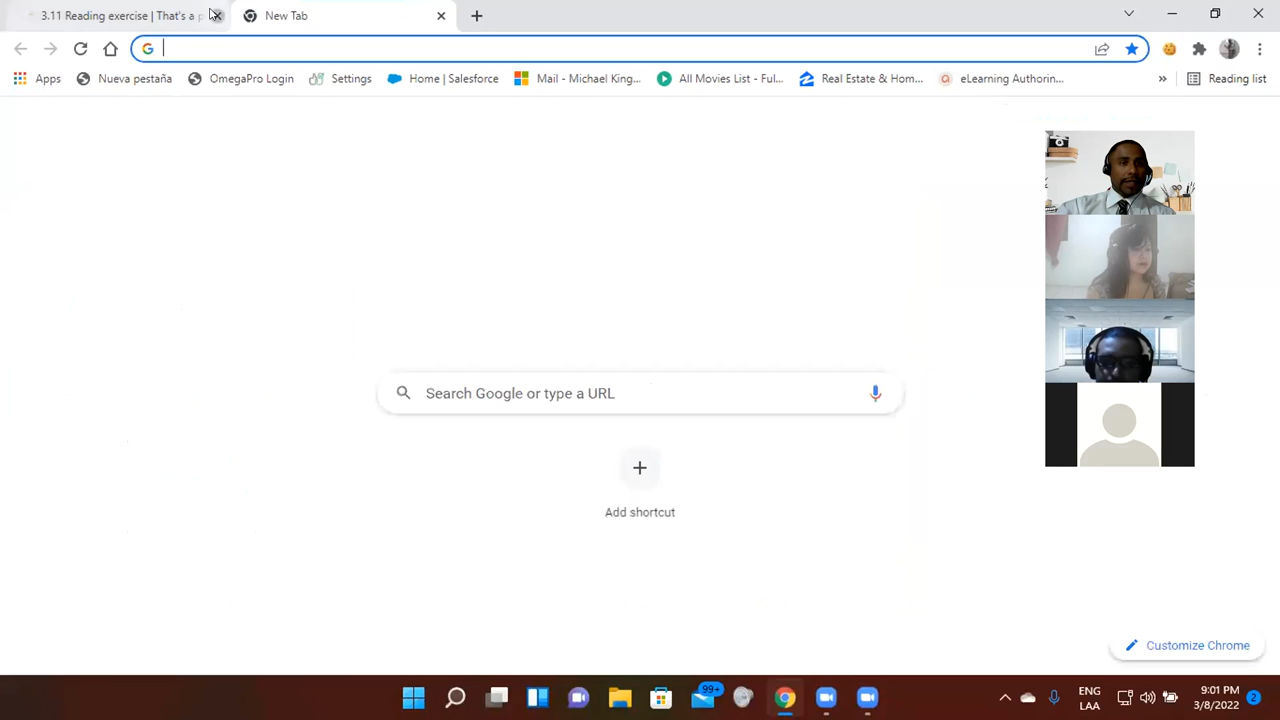 3.11 Reading exercise | That's a p
New Tab
Apps
Nueva pestaña
OmegaPro Login
Settings
Home | Salesforce
Mail - Michael King...
All Movies List - Ful...
Real Estate & Hom...
eLearning Authorin...
»
Reading list
Search Google or type a URL
Add shortcut
Customize Chrome
99+
ENG
LAA
9:01 PM
3/8/2022
2